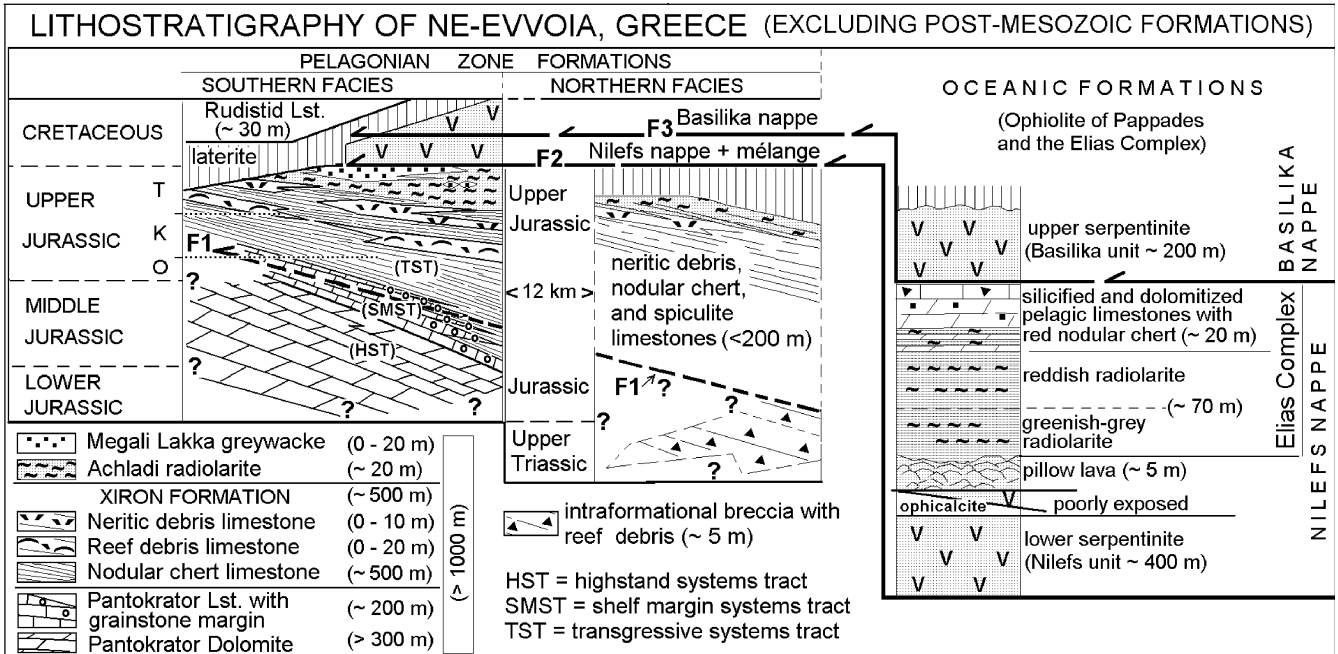 LITHOSTRATIGRAPHY OF NE-EVVOIA, GREECE (EXCLUDING POST-MESOZOIC FORMATIONS)
PELAGONIAN ZONE FORMATIONS
SOUTHERN FACIES
NORTHERN FACIES
CRETACEOUS
UPPER
JURASSIC
T
K
O
MIDDLE
JURASSIC
LOWER
JURASSIC
Rudistid Lst.
(~ 30 m)
laterite
V
V V V
F1
?
(TST)
(SMST)
(HST)
?
? ?
F3 Basilika nappe
F2 Nilefs nappe + mélange
Upper
Jurassic
< 12 km >
Jurassic
?
Upper
Triassic
neritic debris,
nodular chert,
and spiculite
limestones (<200 m)
F1 ?
?
?
OCEANIC FORMATIONS
(Ophiolite of Pappades
and the Elias Complex)
V V
V V
V V
upper serpentinite
(Basilika unit ~ 200 m)
silicified and dolomitized
pelagic limestones with
red nodular chert (~ 20 m)
reddish radiolarite
(~ 70 m)
greenish-grey
radiolarite
pillow lava (~ 5 m)
ophicalcite V poorly exposed
V V
V V
V V
lower serpentinite
(Nilefs unit ~ 400 m)
BASILIKA
NAPPE
Elias Complex
NILEFS NAPPE
Megali Lakka greywacke (0 - 20 m)
Achladi radiolarite (~ 20 m)
XIRON FORMATION (~ 500 m)
Neritic debris limestone (0 - 10 m)
Reef debris limestone (0 - 20 m)
Nodular chert limestone (~ 500 m)
Pantokrator Lst. with
grainstone margin (~ 200 m)
Pantokrator Dolomite (> 300 m)
(> 1000 m)
intraformational breccia with
reef debris (~ 5 m)
HST = highstand systems tract
SMST = shelf margin systems tract
TST = transgressive systems tract